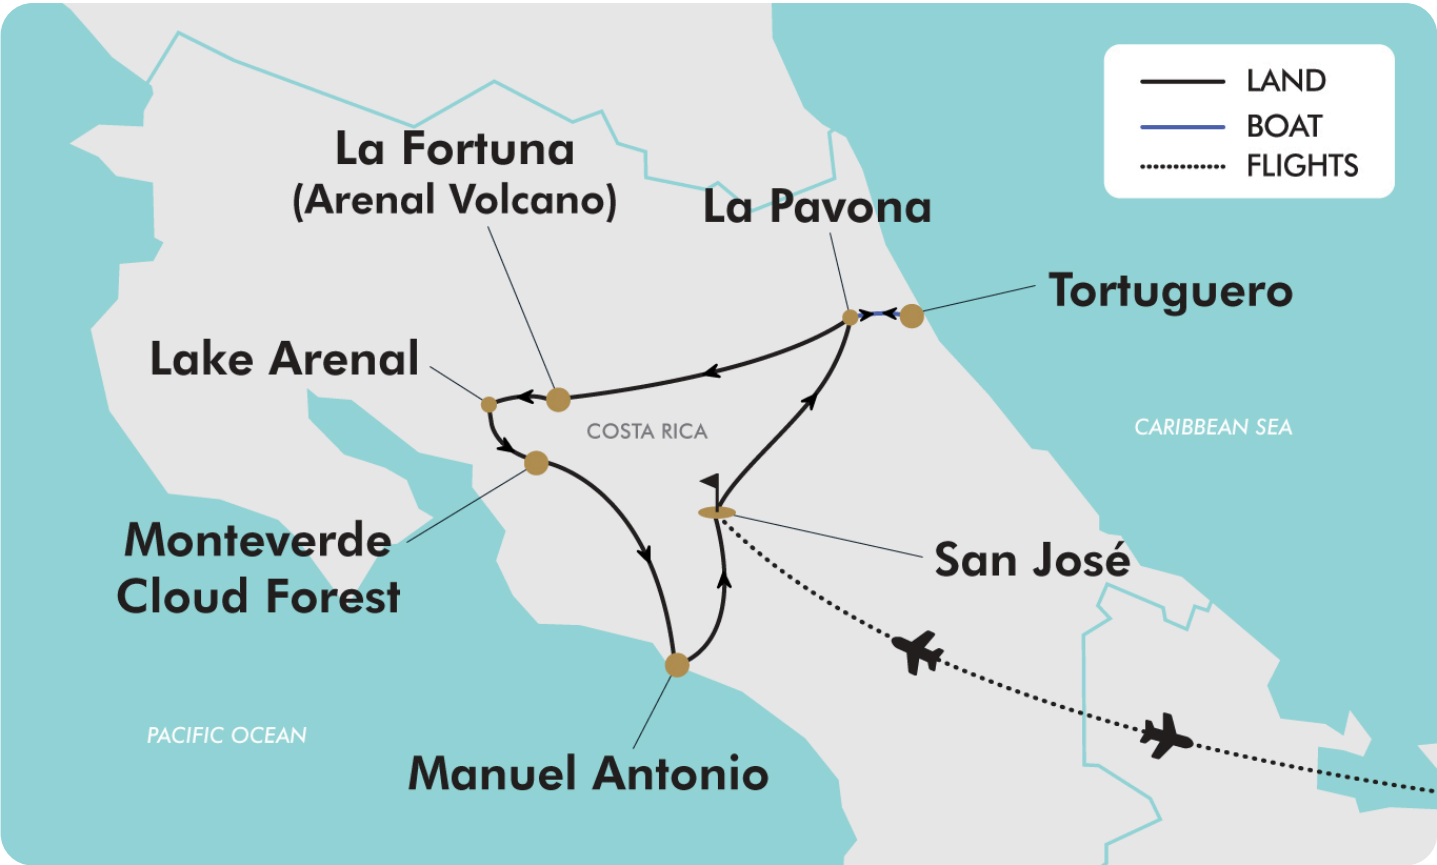 LAND
BOAT
FLIGHTS
La Fortuna
(Arenal Volcano)
La Pavona
Tortuguero
Lake Arenal
COSTA RICA
CARIBBEAN SEA
Monteverde
Cloud Forest
San José
PACIFIC OCEAN
Manuel Antonio